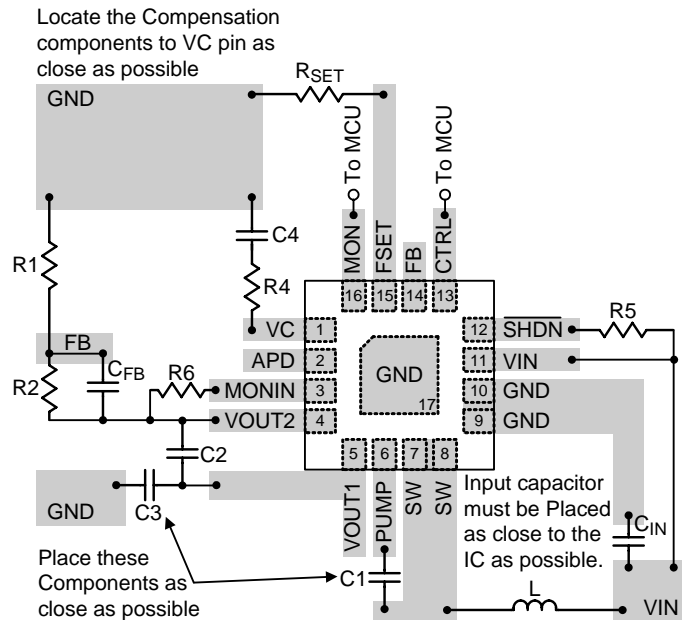 Locate the Compensation
components to VC pin as
close as possible
GND
RSET
To MCU
To MCU
MON
FSET
FB
CTRL
C4
R1
R4
16
15
14
13
VC
1
12
SHDN
R5
FB
APD
2
11
VIN
CFB
R6
GND
R2
MONIN
3
10
GND
17
VOUT2
4
9
GND
C2
5
6
7
8
VOUT1
PUMP
SW
SW
Input capacitor
must be Placed
as close to the
IC as possible.
CIN
GND
C3
Place these
Components as
close as possible
C1
L
VIN